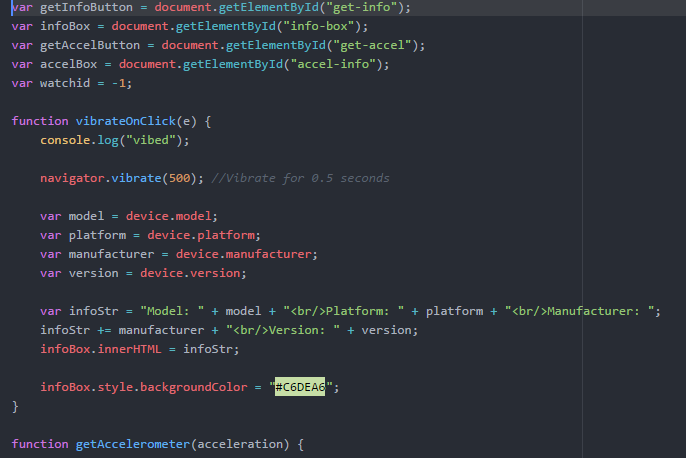 var getInfoButton = document.getElementById("get-info");
var infoBox = document.getElementById("info-box");
var getAccelButton = document.getElementById("get-accel");
var accelBox = document.getElementById("accel-info");
var watchid = -1;

function vibrateOnClick(e) {
    console.log("vibed");

    navigator.vibrate(500); //Vibrate for 0.5 seconds

    var model = device.model;
    var platform = device.platform;
    var manufacturer = device.manufacturer;
    var version = device.version;

    var infoStr = "Model: " + model + "<br/>Platform: " + platform + "<br/>Manufacturer: ";
    infoStr += manufacturer + "<br/>Version: " + version;
    infoBox.innerHTML = infoStr;

    infoBox.style.backgroundColor = "#C6DEA6";
}

function getAccelerometer(acceleration) {